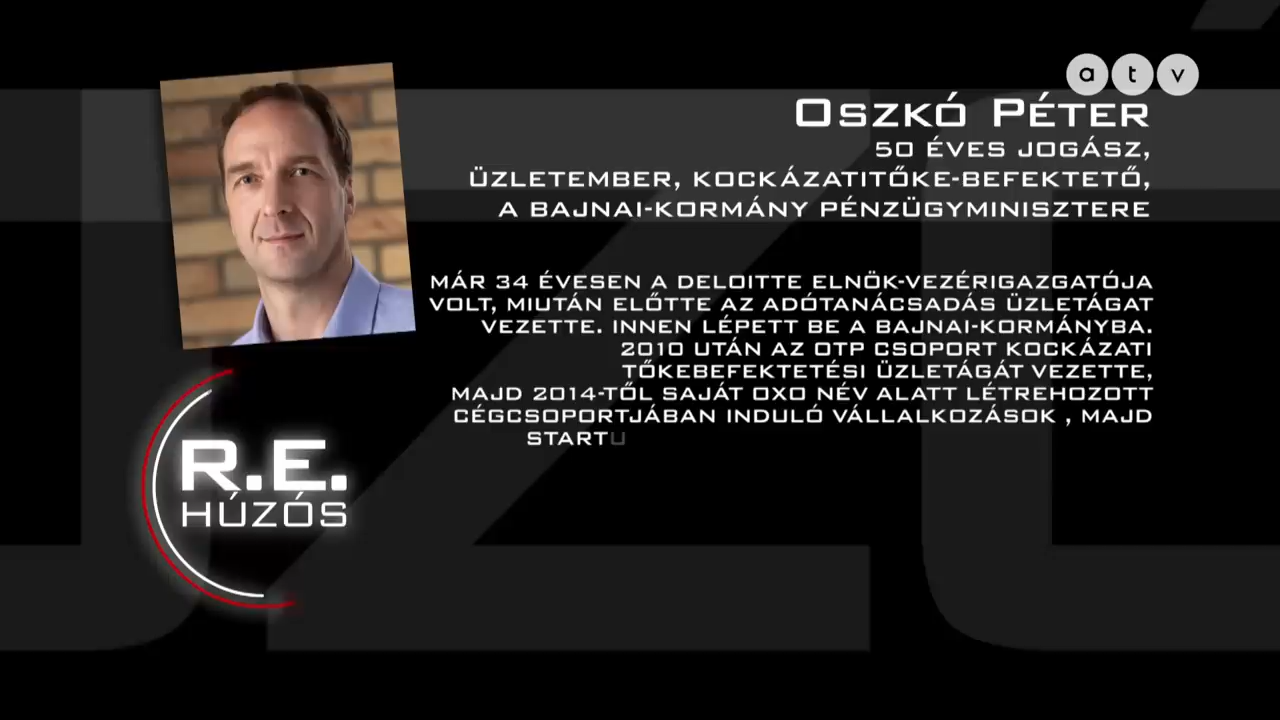 atv
OSZKÓ PÉTER
50 ÉVES JOGÁSZ,
ÜZLETEMBER, KOCKÁZATITŐKE-BEFEKTETŐ,
A BAJNAI-KORMÁNY PÉNZÜGYMINISZTERE
MÁR 34 ÉVESEN A DELOITTE ELNÖK-VEZÉRIGAZGATÓJA
VOLT, MIUTÁN ELŐTTE AZ ADÓTANÁCSADÁS ÜZLETÁGAT
VEZETTE. INNEN LÉPETT BE A BAJNAI-KORMÁNYBA.
2010 UTÁN AZ OTP CSOPORT KOCKÁZATI
TŐKEBEFEKTETÉSI ÜZLETÁGÁT VEZETTE,
MAJD 2014-TŐL SAJÁT OXO NÉV ALATT LÉTREHOZOTT
CÉGCSOPORTJÁBAN INDULÓ VÁLLALKOZÁSOK , MAJD
STARTU
R.E.
HÚZÓS